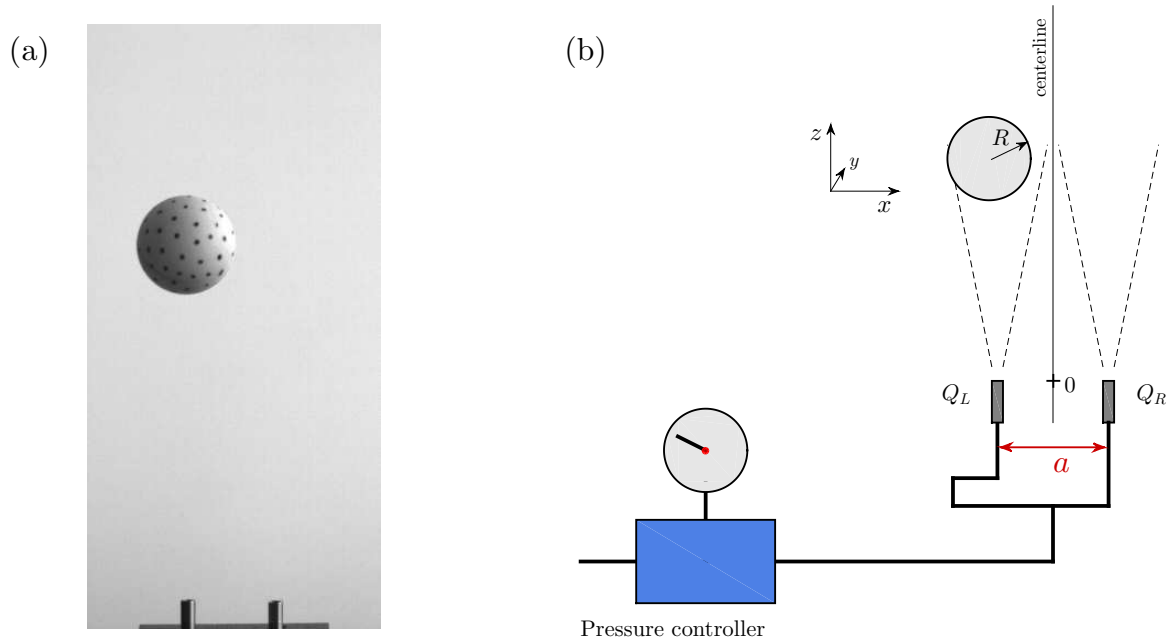 (a)
(b)
centerline
z
y
x
R
0
Q_L
Q_R
a
Pressure controller